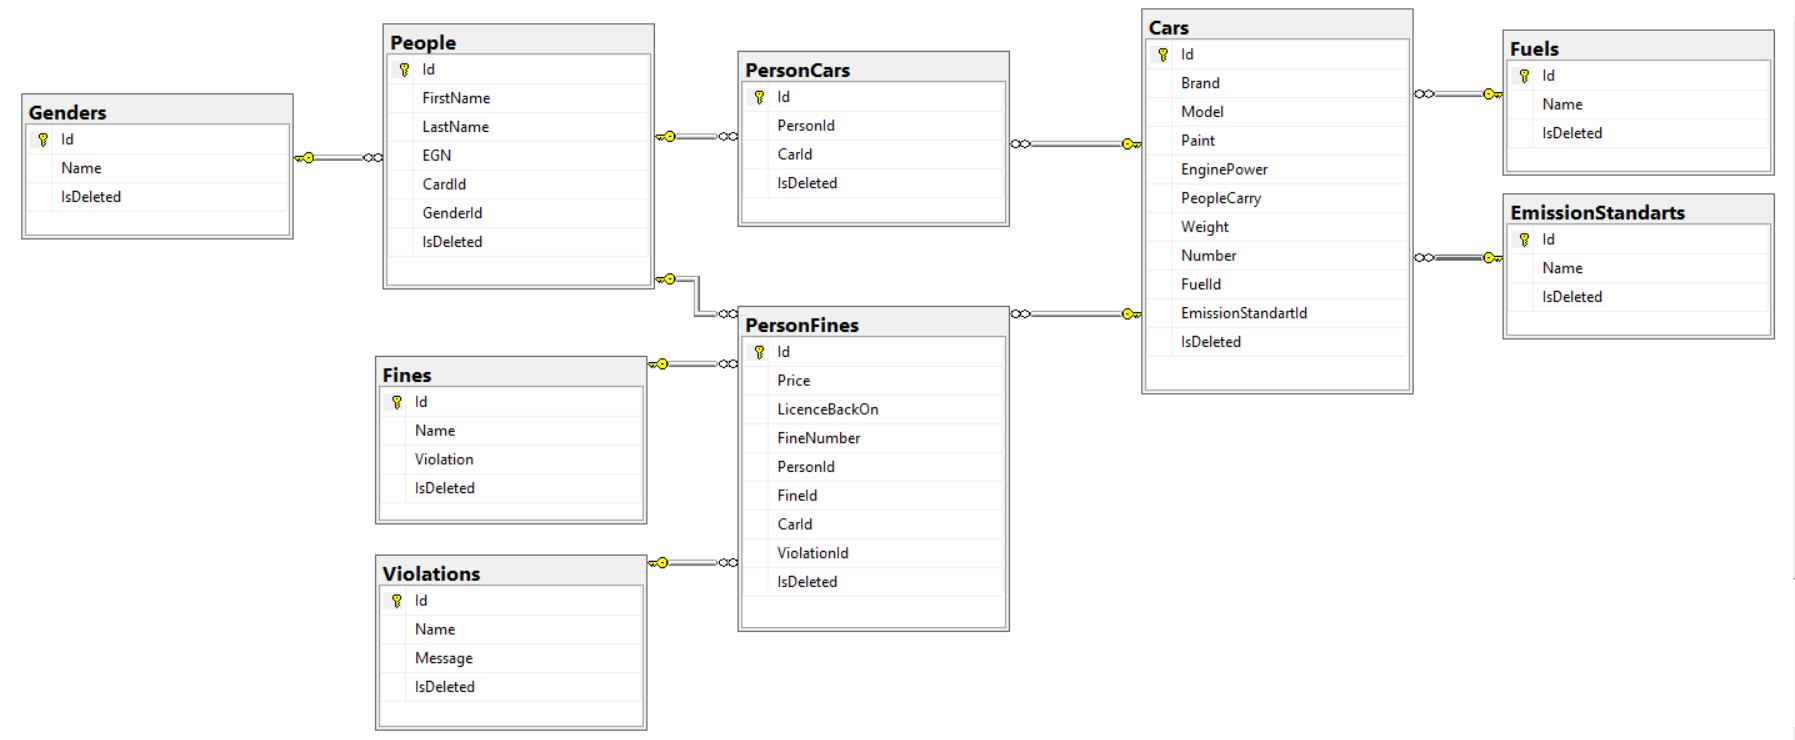 Genders
Id
Name
IsDeleted
People
Id
FirstName
LastName
EGN
CardId
GenderId
IsDeleted
PersonCars
Id
PersonId
CarId
IsDeleted
Cars
Id
Brand
Model
Paint
EnginePower
PeopleCarry
Weight
Number
FuelId
EmissionStandartId
IsDeleted
Fuels
Id
Name
IsDeleted
EmissionStandarts
Id
Name
IsDeleted
Fines
Id
Name
Violation
IsDeleted
PersonFines
Id
Price
LicenceBackOn
FineNumber
PersonId
FineId
CarId
ViolationId
IsDeleted
Violations
Id
Name
Message
IsDeleted